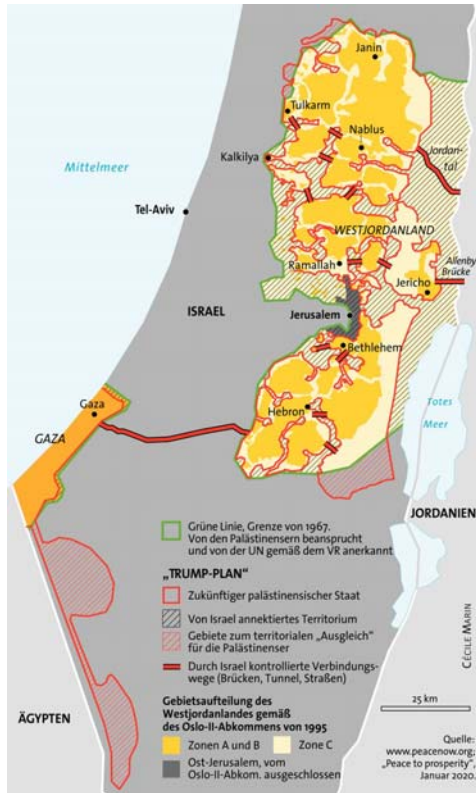 Janin
Tulkarm
Nablus
Jordan-
tal
Kalkilya
Mittelmeer
Tel-Aviv
WESTJORDANLAND
Allenby
Brücke
Ramallah
Jericho
ISRAEL
Jerusalem
Bethlehem
Gaza
Hebron
Totes
Meer
GAZA
JORDANIEN
Grüne Linie, Grenze von 1967.
Von den Palästinensern beansprucht
und von der UN gemäß dem VR anerkannt
„TRUMP-PLAN“
Zukünftiger palästinensischer Staat
Von Israel annektiertes Territorium
Gebiete zum territorialen „Ausgleich“
für die Palästinenser
Durch Israel kontrollierte Verbindungs-
wege (Brücken, Tunnel, Straßen)
CÉCILE MARIN
25 km
ÄGYPTEN
Gebietsaufteilung des
Westjordanlandes gemäß
des Oslo-II-Abkommens von 1995
Zonen A und B
Zone C
Ost-Jerusalem, vom
Oslo-II-Abkom. ausgeschlossen
Quelle:
www.peacenow.org;
„Peace to prosperity“,
Januar 2020.